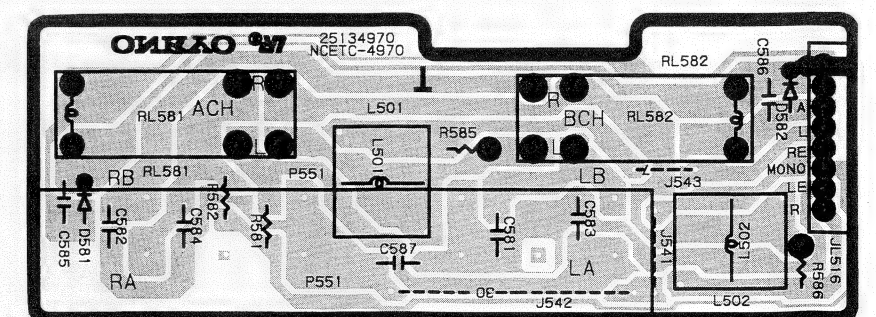 25134970
NCETC-4970
RL582
C586
R
ACH
RL581
L
L501
R585
R
BCH
L
RL582
D582
A
L
RE
MONO
LE
R
RB
RL581
P551
L501
LB
J543
C585
D581
C582
C584
R582
R581
C587
C581
C583
J541
L502
JL516
R586
RA
P551
LA
30
J542
L502